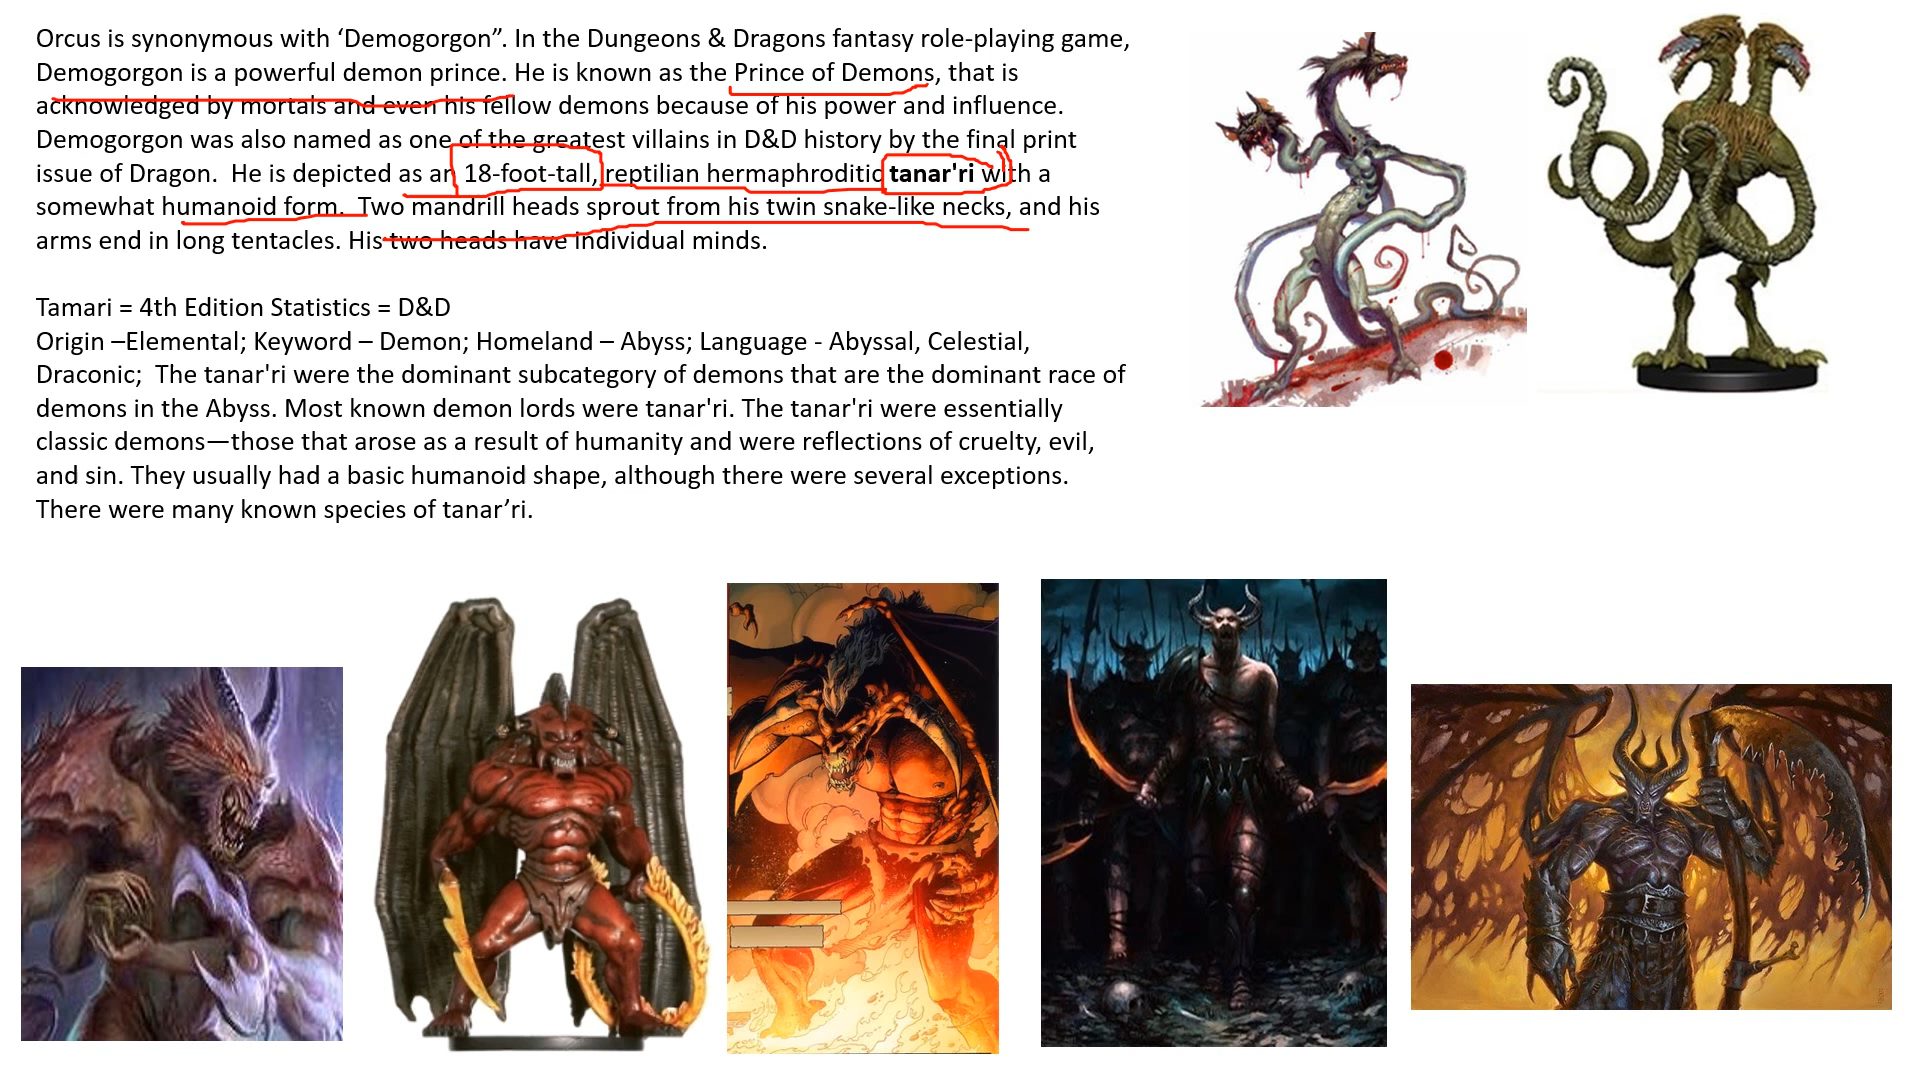 Orcus is synonymous with ‘Demogorgon”. In the Dungeons & Dragons fantasy role-playing game,
Demogorgon is a powerful demon prince. He is known as the Prince of Demons, that is
acknowledged by mortals and even his fellow demons because of his power and influence.
Demogorgon was also named as one of the greatest villains in D&D history by the final print
issue of Dragon.  He is depicted as an 18-foot-tall, reptilian hermaphroditic tanar'ri with a
somewhat humanoid form.  Two mandrill heads sprout from his twin snake-like necks, and his
arms end in long tentacles. His two heads have individual minds.
Tamari = 4th Edition Statistics = D&D
Origin –Elemental; Keyword – Demon; Homeland – Abyss; Language - Abyssal, Celestial,
Draconic;  The tanar'ri were the dominant subcategory of demons that are the dominant race of
demons in the Abyss. Most known demon lords were tanar'ri. The tanar'ri were essentially
classic demons—those that arose as a result of humanity and were reflections of cruelty, evil,
and sin. They usually had a basic humanoid shape, although there were several exceptions.
There were many known species of tanar’ri.